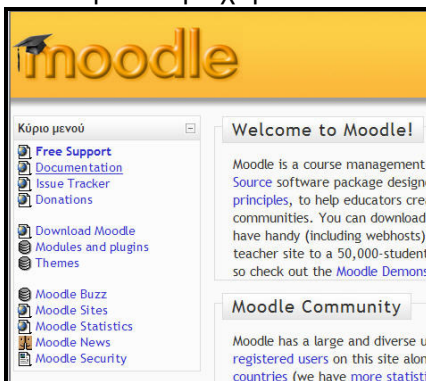 moodle
Κύριο μενού
Free Support
Documentation
Issue Tracker
Donations
Download Moodle
Modules and plugins
Themes
Moodle Buzz
Moodle Sites
Moodle Statistics
Moodle News
Moodle Security
Welcome to Moodle!
Moodle is a course management
Source software package design
principles, to help educators cre
communities. You can download
have handy (including webhosts)
teacher site to a 50,000-student
so check out the Moodle Demons
Moodle Community
Moodle has a large and diverse u
registered users on this site alon
countries (we have more statisti